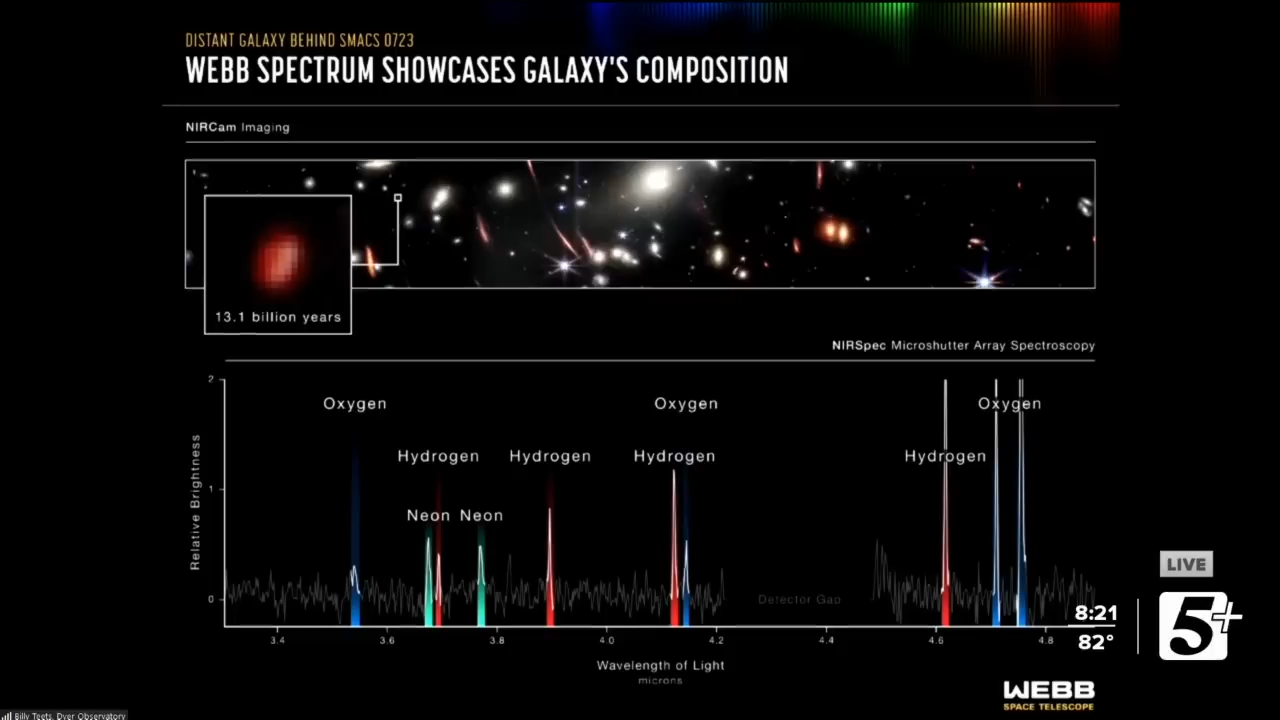 DISTANT GALAXY BEHIND SMACS 0723
WEBB SPECTRUM SHOWCASES GALAXY'S COMPOSITION
NIRCam Imaging
13.1 billion years
NIRSpec Microshutter Array Spectroscopy
2
Oxygen
Oxygen
Oxygen
Hydrogen
Hydrogen
Hydrogen
Hydrogen
Relative Brightness
1
Neon Neon
0
Detector Gap
3.4
3.6
3.8
4.0
4.2
4.4
4.6
4.8
Wavelength of Light
microns
LIVE
8:21
82°
5+
WEBB
SPACE TELESCOPE
Billy Teets, Dyer Observatory